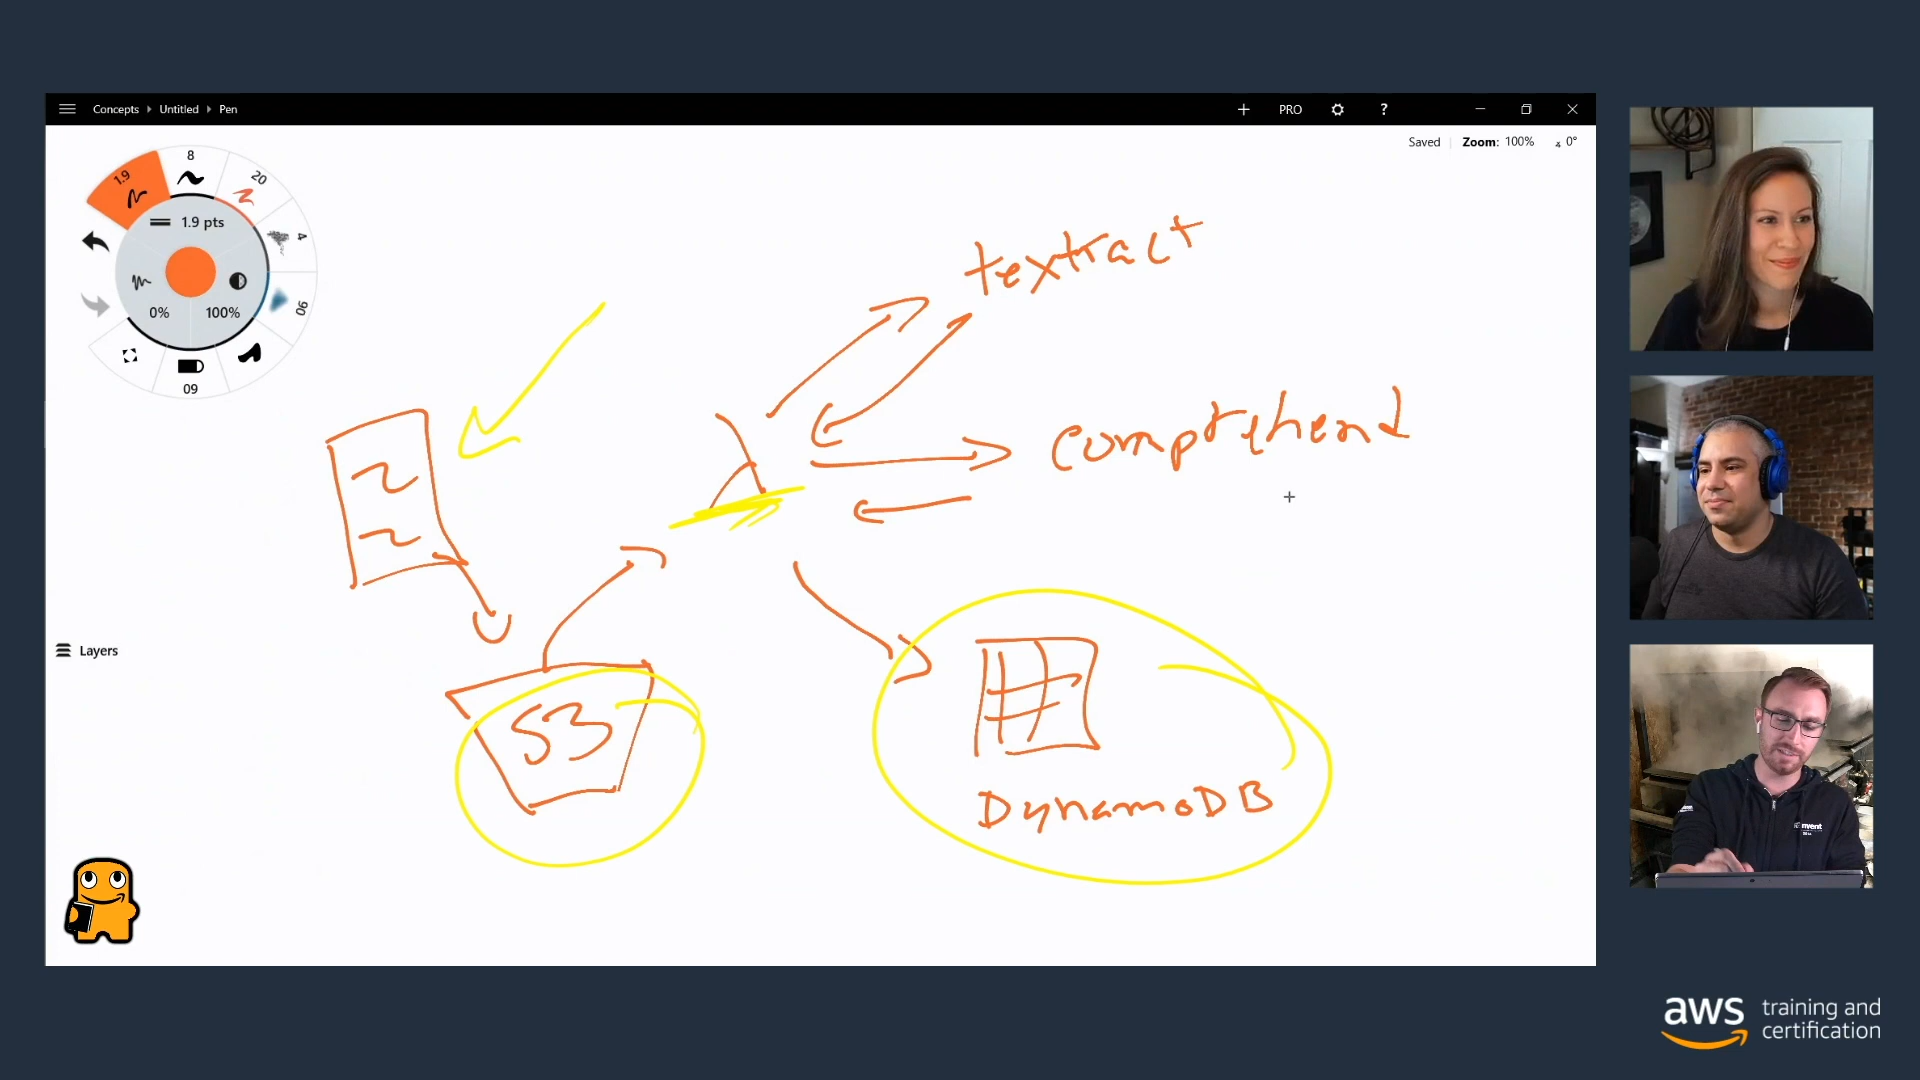 Concepts Untitled Pen
+ PRO ?
Saved Zoom: 100% 0°
1.9 8 20 4 90
1.9 pts
0% 100%
60
Layers
textract
comprehend
S3
DynamoDB
aws training and
certification